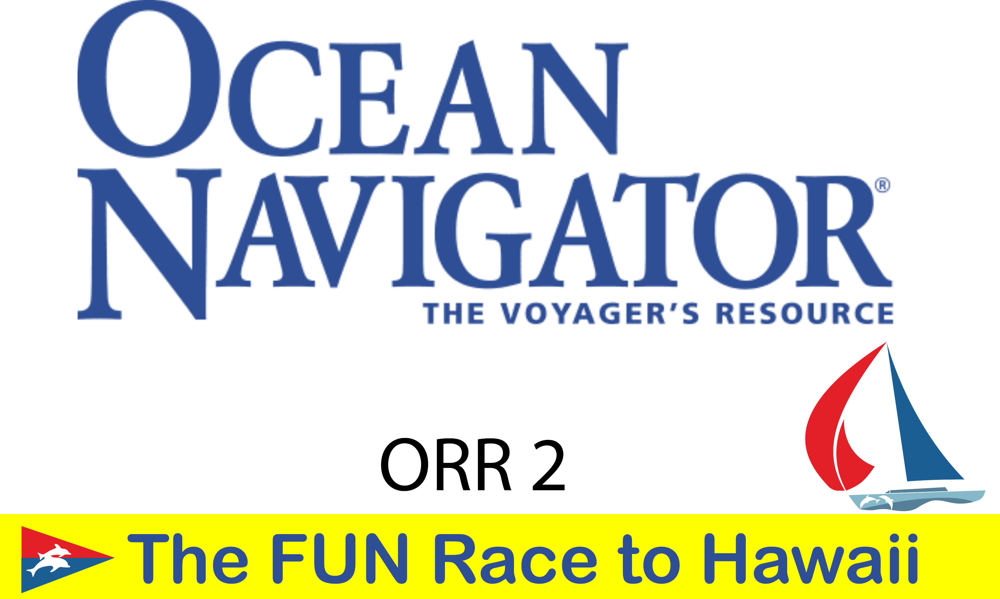 OCEAN
NAVIGATOR®
THE VOYAGER’S RESOURCE
ORR 2
The FUN Race to Hawaii